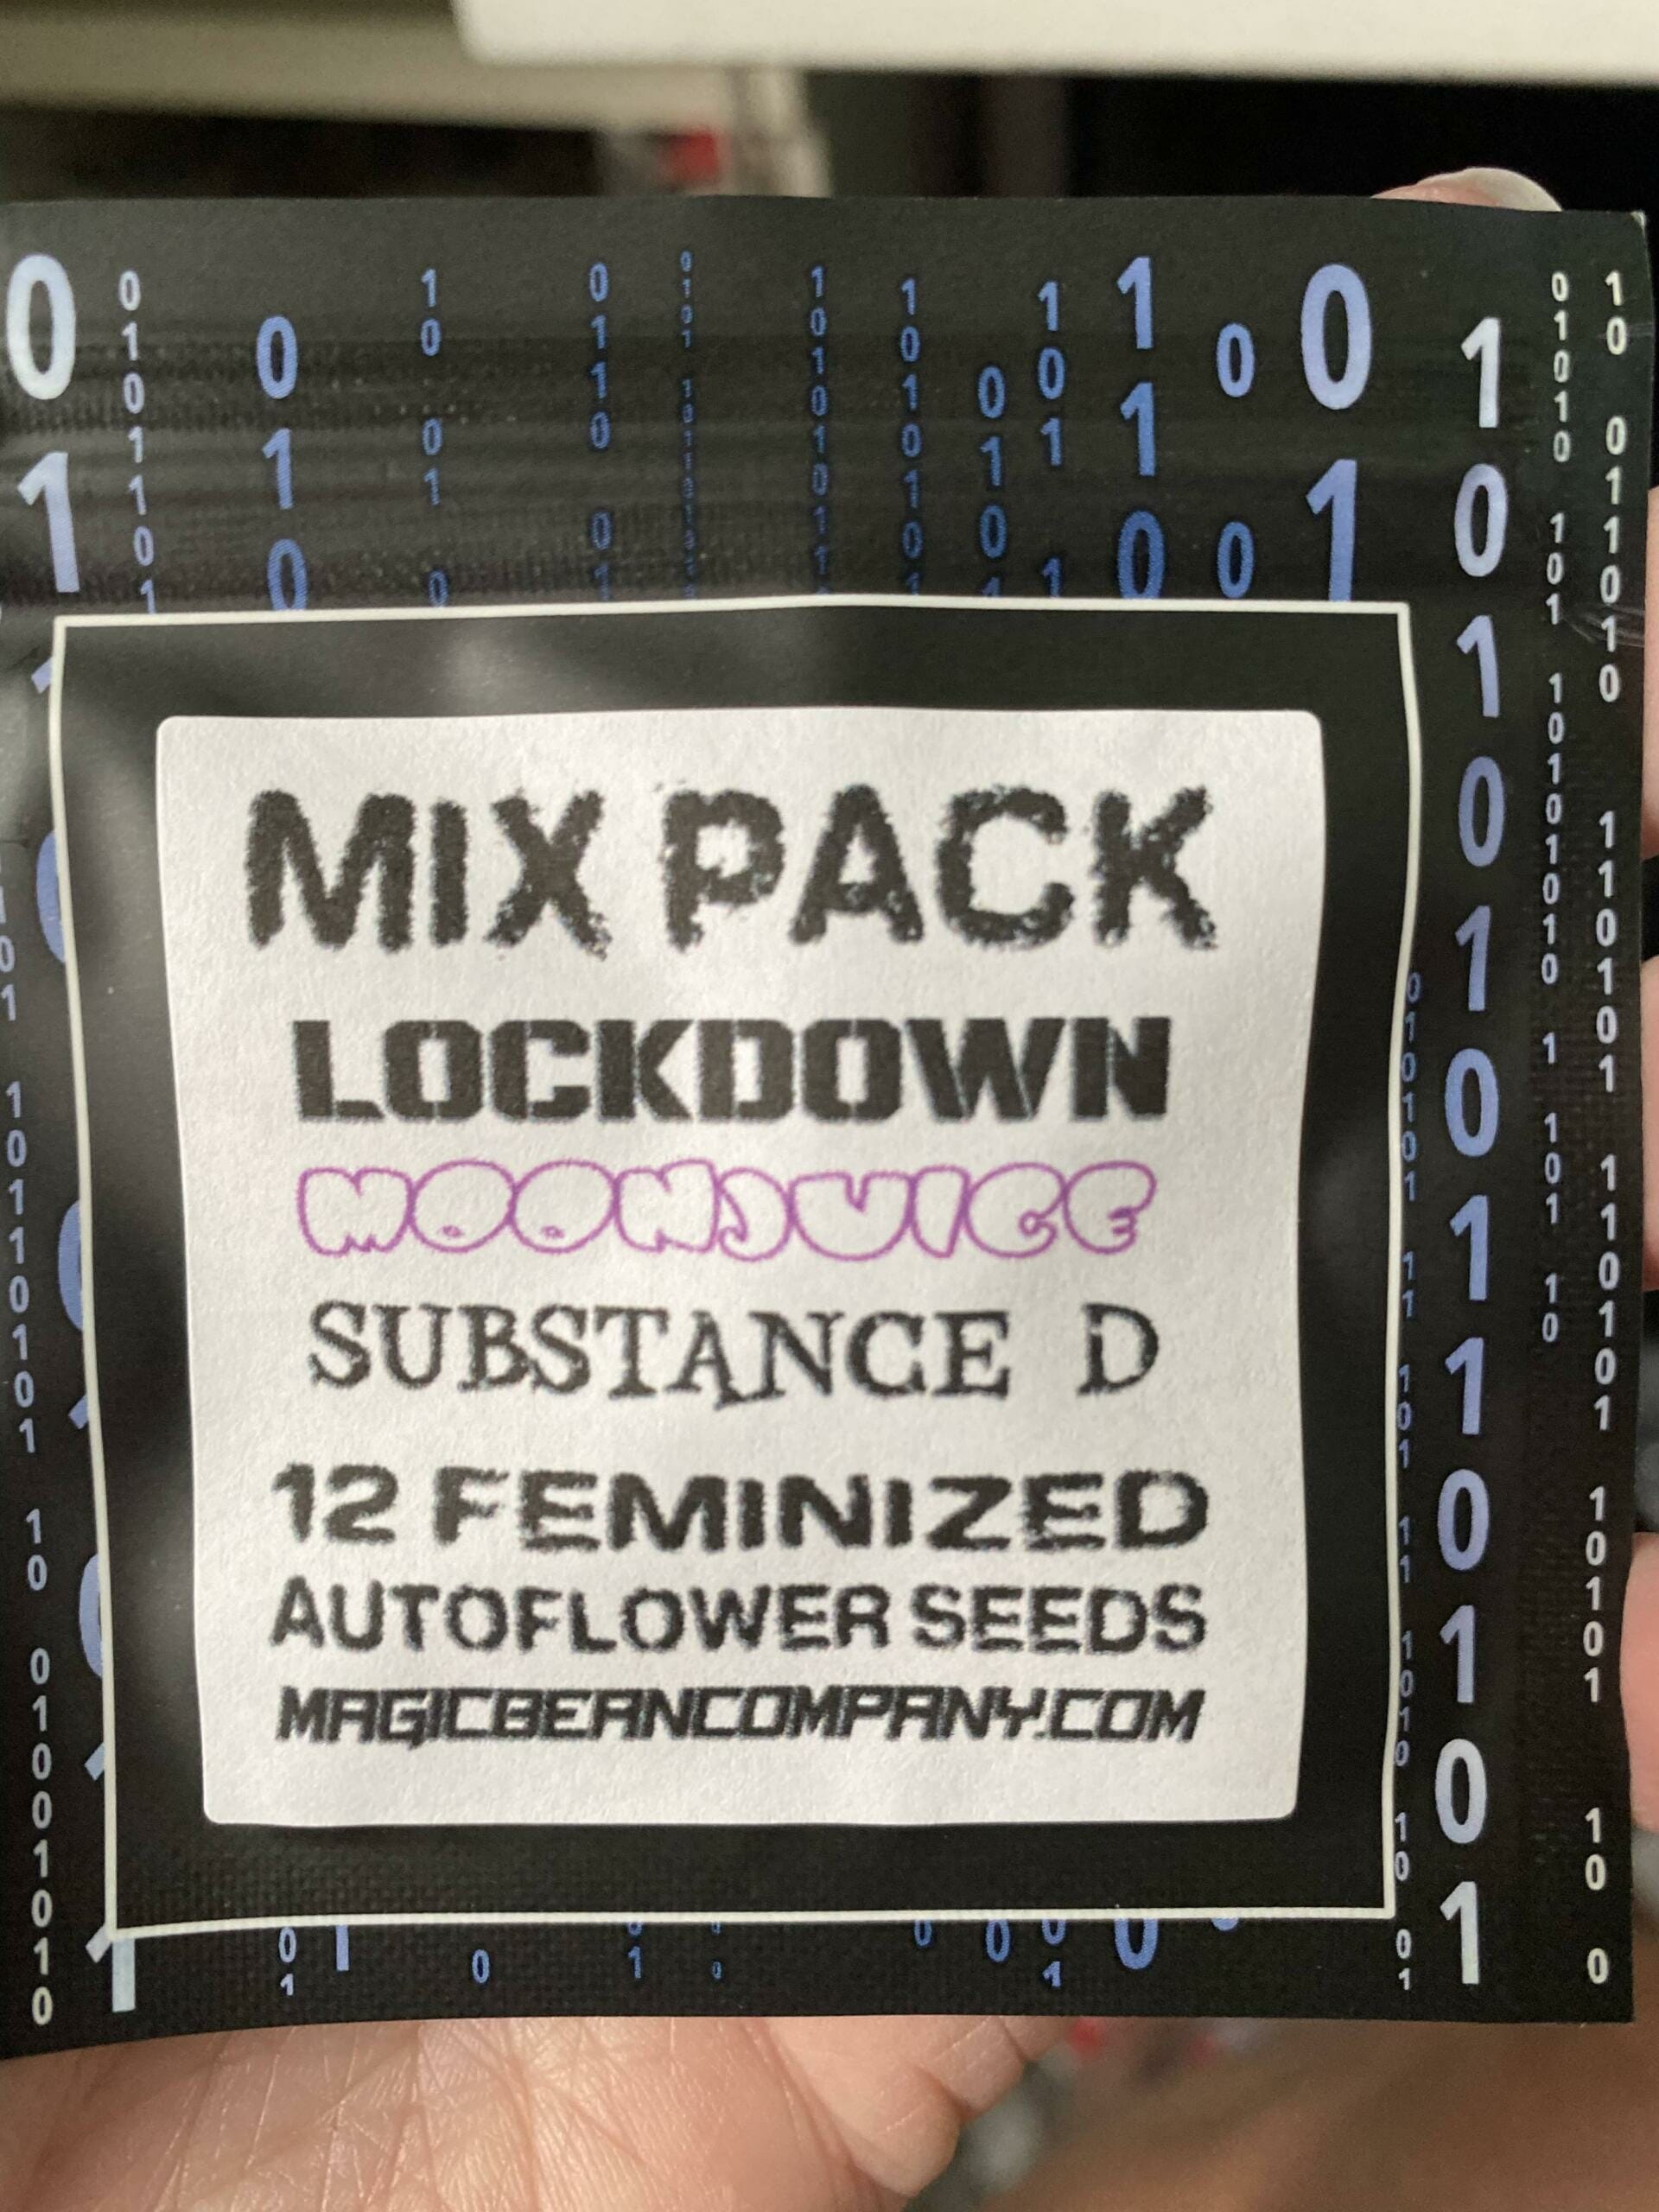 MIX PACK
LOCKDOWN
MOONJUICE
SUBSTANCE D
12 FEMINIZED
AUTOFLOWER SEEDS
MAGICBEANCOMPANY.COM